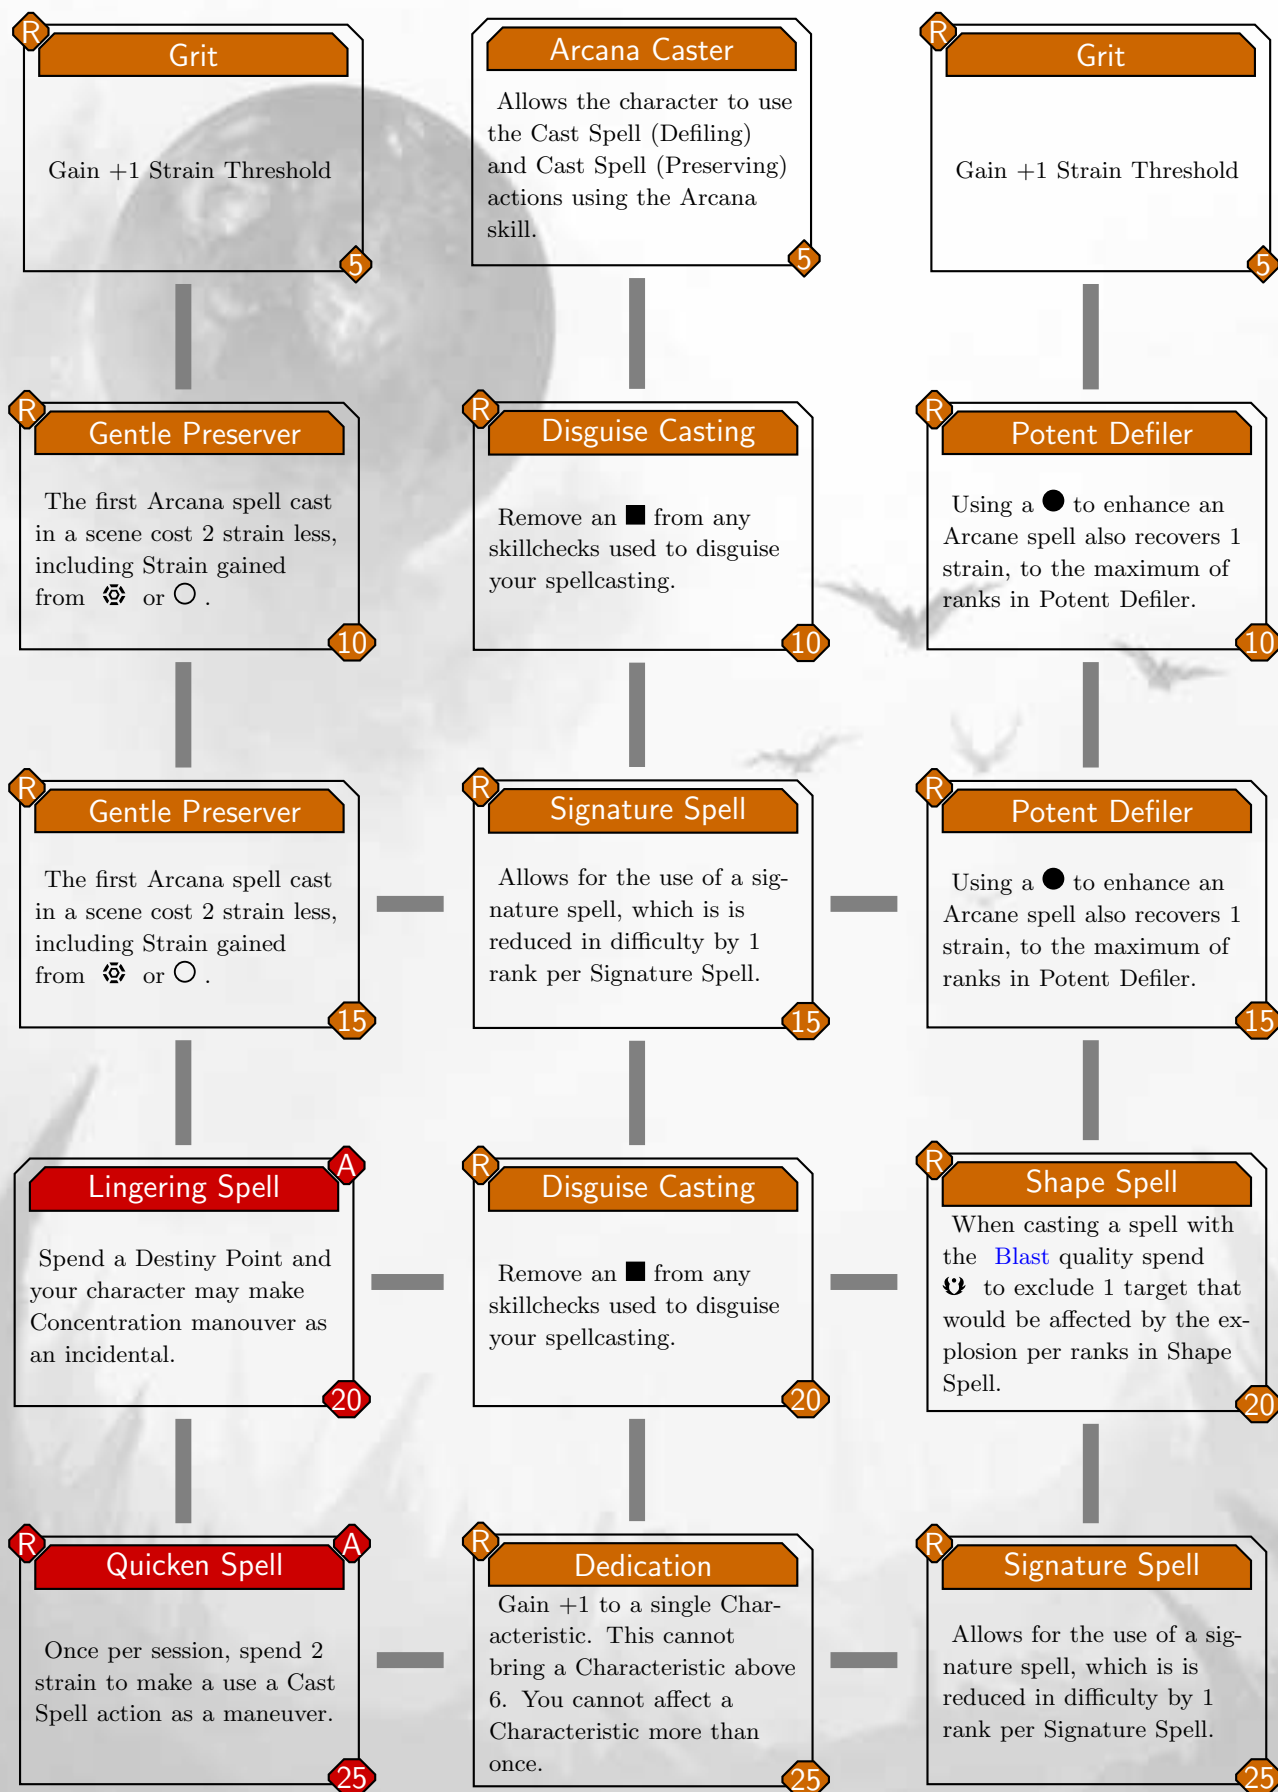 R
Grit
Gain +1 Strain Threshold
5
Arcana Caster
Allows the character to use
the Cast Spell (Defiling)
and Cast Spell (Preserving)
actions using the Arcana
skill.
5
R
Grit
Gain +1 Strain Threshold
5
R
Gentle Preserver
The first Arcana spell cast
in a scene cost 2 strain less,
including Strain gained
from or .
10
R
Disguise Casting
Remove an ■ from any
skillchecks used to disguise
your spellcasting.
10
R
Potent Defiler
Using a ● to enhance an
Arcane spell also recovers 1
strain, to the maximum of
ranks in Potent Defiler.
10
R
Gentle Preserver
The first Arcana spell cast
in a scene cost 2 strain less,
including Strain gained
from or .
15
R
Signature Spell
Allows for the use of a sig-
nature spell, which is is
reduced in difficulty by 1
rank per Signature Spell.
15
R
Potent Defiler
Using a ● to enhance an
Arcane spell also recovers 1
strain, to the maximum of
ranks in Potent Defiler.
15
A
Lingering Spell
Spend a Destiny Point and
your character may make
Concentration manouver as
an incidental.
20
R
Disguise Casting
Remove an ■ from any
skillchecks used to disguise
your spellcasting.
20
R
Shape Spell
When casting a spell with
the Blast quality spend
to exclude 1 target that
would be affected by the ex-
plosion per ranks in Shape
Spell.
20
R
A
Quicken Spell
Once per session, spend 2
strain to make a use a Cast
Spell action as a maneuver.
25
R
Dedication
Gain +1 to a single Char-
acteristic. This cannot
bring a Characteristic above
6. You cannot affect a
Characteristic more than
once.
25
R
Signature Spell
Allows for the use of a sig-
nature spell, which is is
reduced in difficulty by 1
rank per Signature Spell.
25